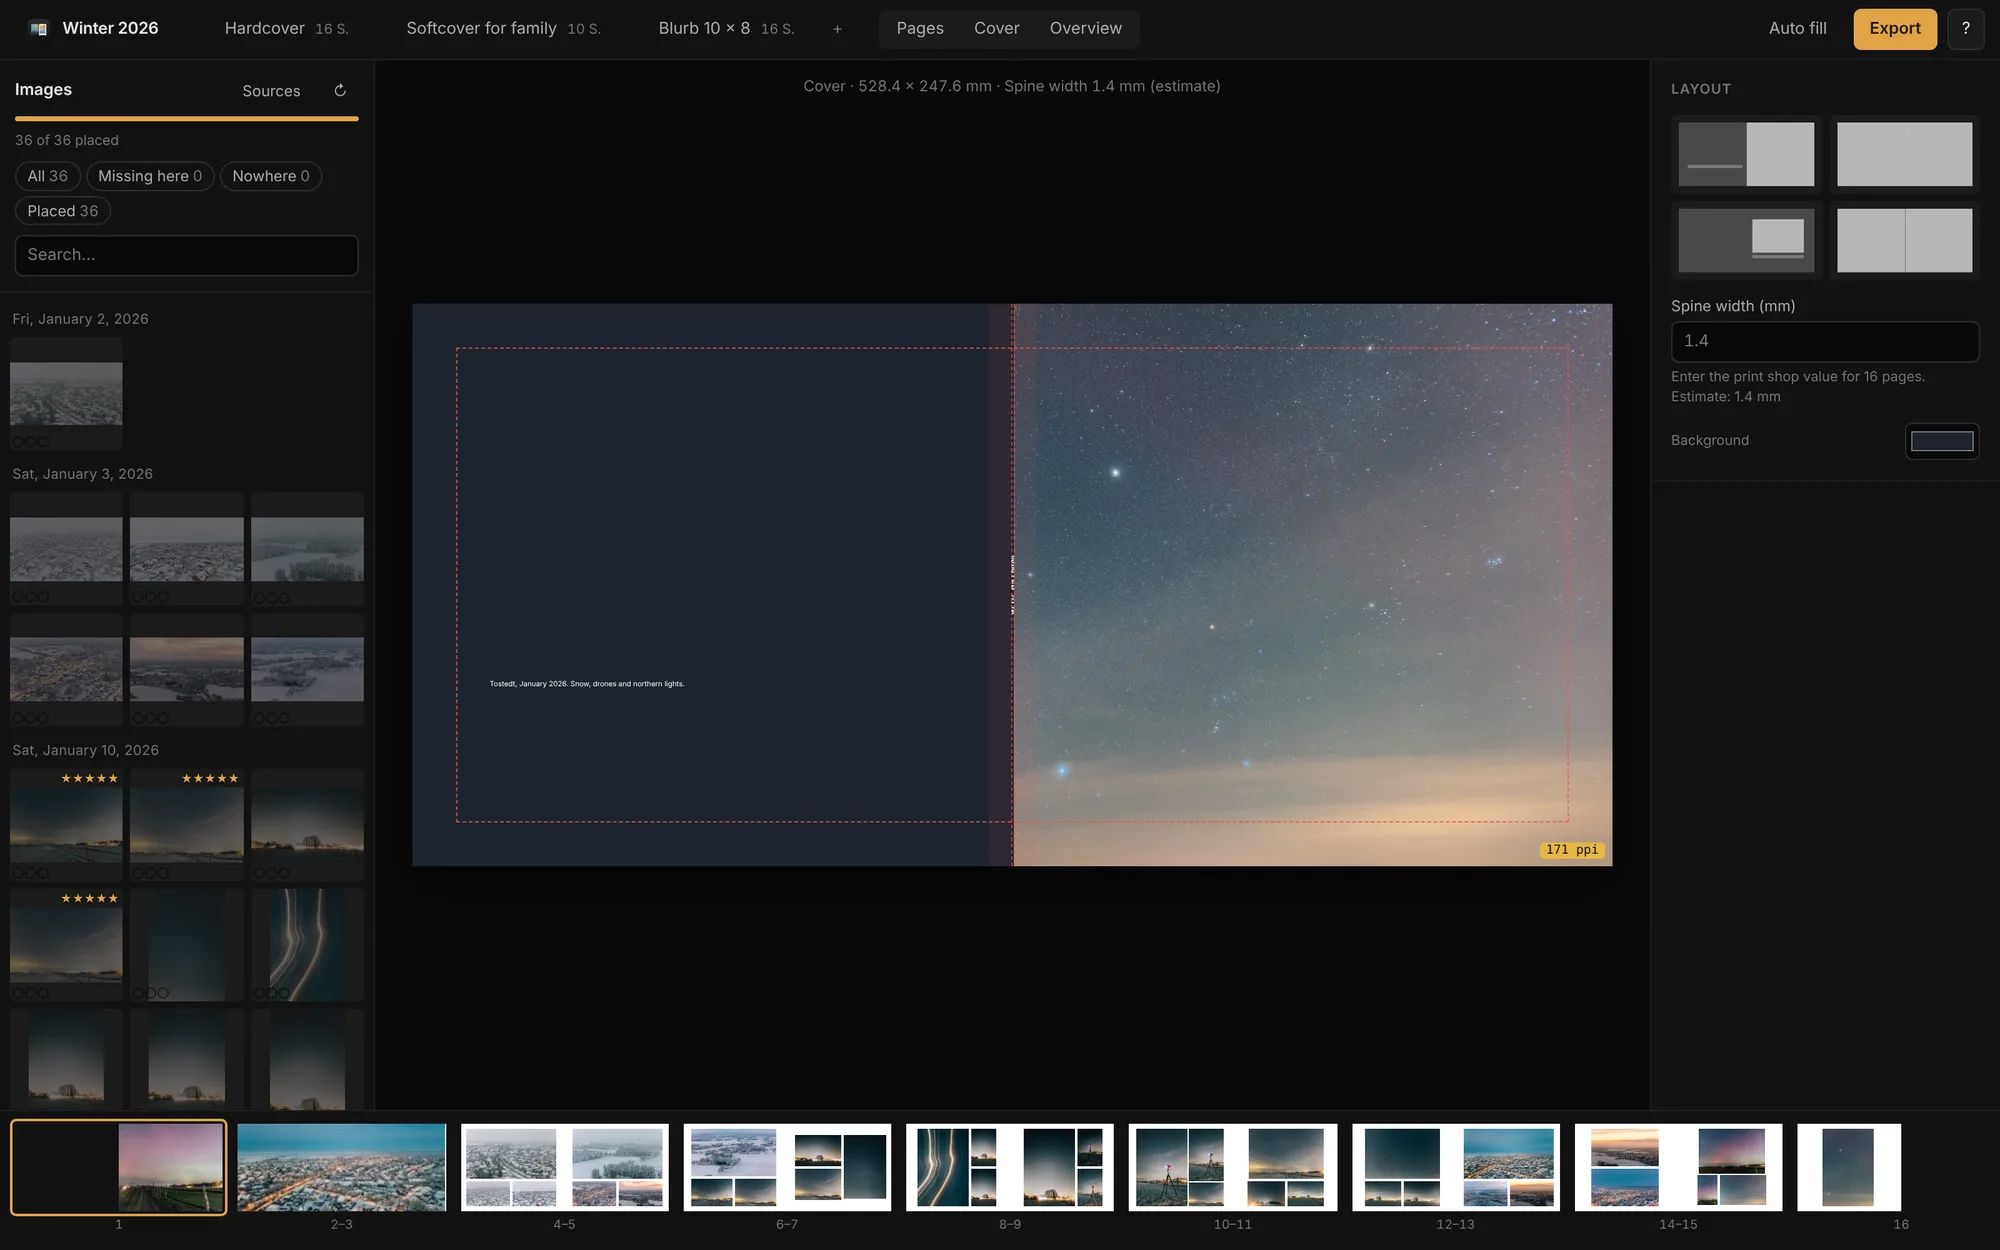 Winter 2026
Hardcover 16 S.
Softcover for family 10 S.
Blurb 10 × 8 16 S.
+
Pages
Cover
Overview
Auto fill
Export
?
Images
Sources
36 of 36 placed
All 36
Missing here 0
Nowhere 0
Placed 36
Search...
Fri, January 2, 2026
Sat, January 3, 2026
Sat, January 10, 2026
Cover · 528.4 × 247.6 mm · Spine width 1.4 mm (estimate)
Tostedt, January 2026. Snow, drones and northern lights.
171 ppi
LAYOUT
Spine width (mm)
1.4
Enter the print shop value for 16 pages.
Estimate: 1.4 mm
Background
1
2–3
4–5
6–7
8–9
10–11
12–13
14–15
16